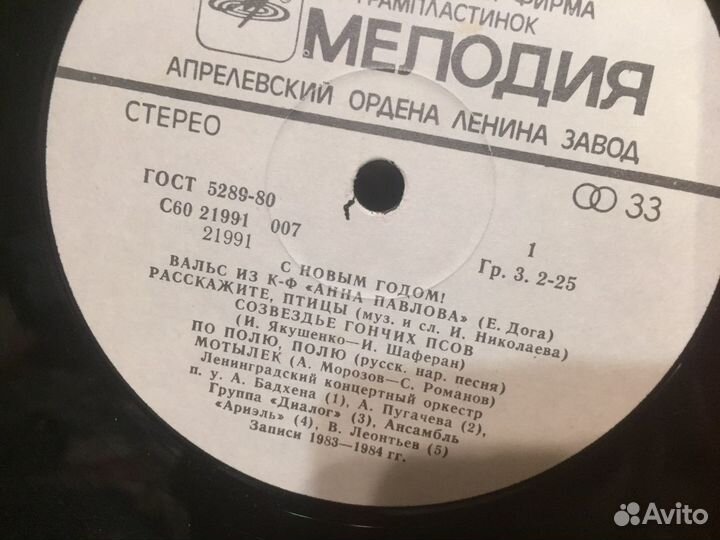 ФИРМА
ГРАМПЛАСТИНОК
МЕЛОДИЯ
АПРЕЛЕВСКИЙ ОРДЕНА ЛЕНИНА ЗАВОД
СТЕРЕО
33
ГОСТ 5289-80
С60 21991 007
21991
1
Гр. 3. 2-25
С НОВЫМ ГОДОМ!
ВАЛЬС ИЗ К-Ф «АННА ПАВЛОВА» (Е. Дога)
РАССКАЖИТЕ, ПТИЦЫ (муз. и сл. И. Николаева)
СОЗВЕЗДЬЕ ГОНЧИХ ПСОВ
(И. Якушенко—И. Шаферан)
ПО ПОЛЮ, ПОЛЮ (русск. нар. песня)
МОТЫЛЕК (А. Морозов—С. Романов)
Ленинградский концертный оркестр
п. у. А. Бадхена (1), А. Пугачева (2),
Группа «Диалог» (3), Ансамбль
«Ариэль» (4), В. Леонтьев (5)
Записи 1983—1984 гг.
Avito